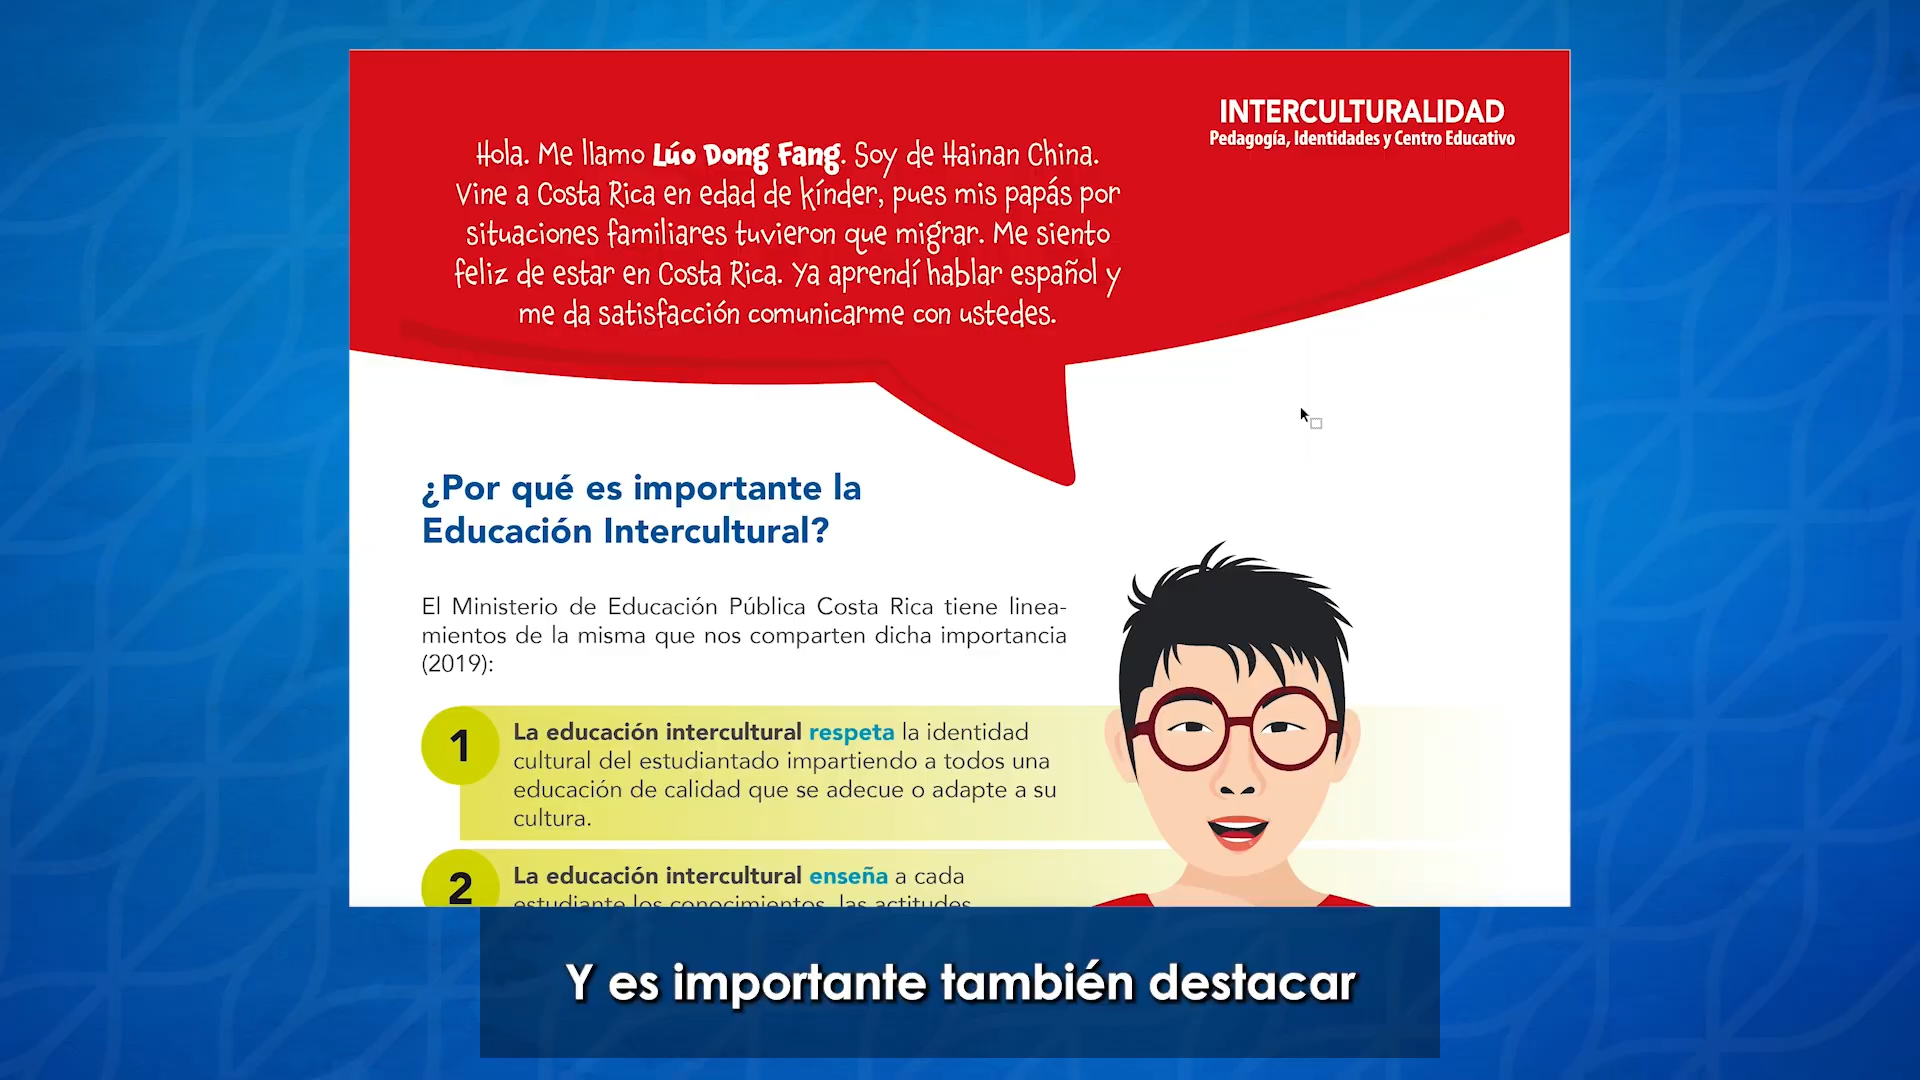 INTERCULTURALIDAD
Pedagogía, Identidades y Centro Educativo
Hola. Me llamo Lúo Dong Fang. Soy de Hainan China.
Vine a Costa Rica en edad de kínder, pues mis papás por
situaciones familiares tuvieron que migrar. Me siento
feliz de estar en Costa Rica. Ya aprendí hablar español y
me da satisfacción comunicarme con ustedes.
¿Por qué es importante la
Educación Intercultural?
El Ministerio de Educación Pública Costa Rica tiene linea-
mientos de la misma que nos comparten dicha importancia
(2019):
1
La educación intercultural respeta la identidad
cultural del estudiantado impartiendo a todos una
educación de calidad que se adecue o adapte a su
cultura.
2
La educación intercultural enseña a cada
estudiante los conocimientos, las actitudes
Y es importante también destacar